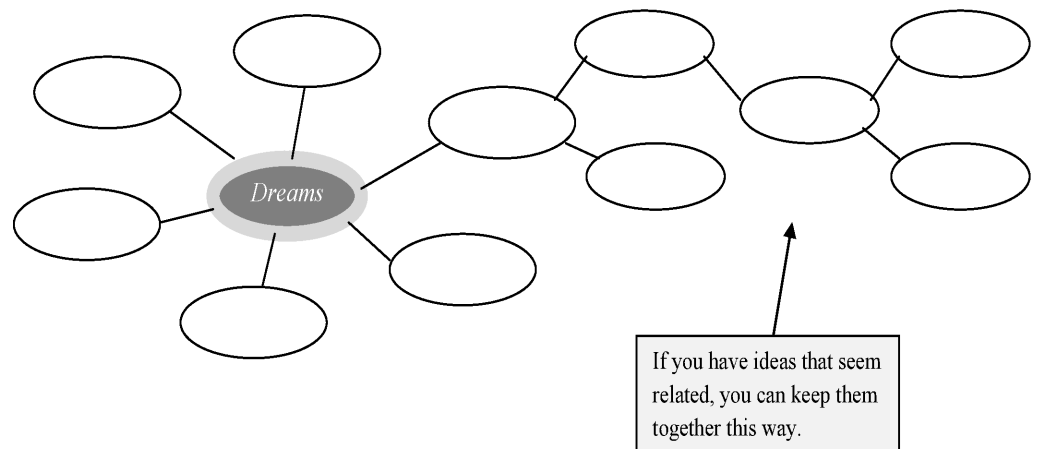 Dreams
If you have ideas that seem
related, you can keep them
together this way.